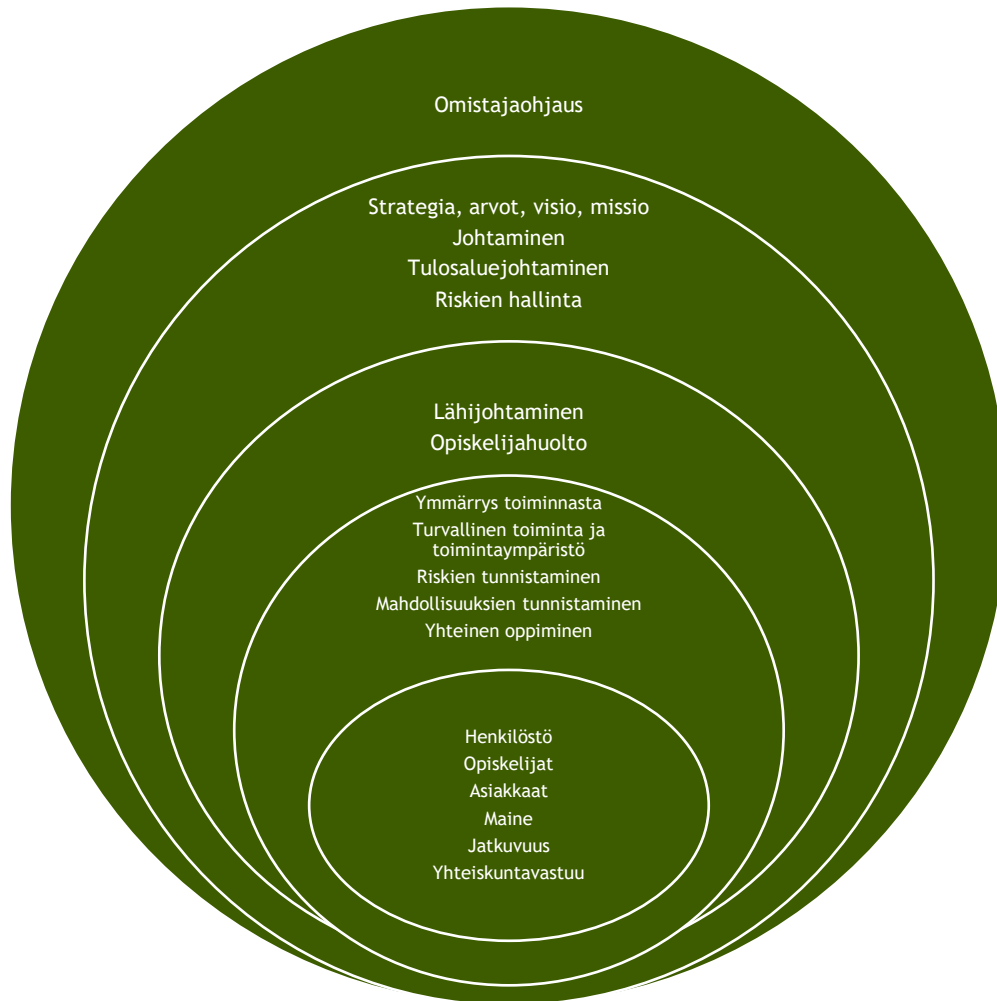 Omistajaohjaus
Strategia, arvot, visio, missio
Johtaminen
Tulosaluejohtaminen
Riskien hallinta
Lähijohtaminen
Opiskelijahuolto
Ymmärrys toiminnasta
Turvallinen toiminta ja
toimintaympäristö
Riskien tunnistaminen
Mahdollisuuksien tunnistaminen
Yhteinen oppiminen
Henkilöstö
Opiskelijat
Asiakkaat
Maine
Jatkuvuus
Yhteiskuntavastuu